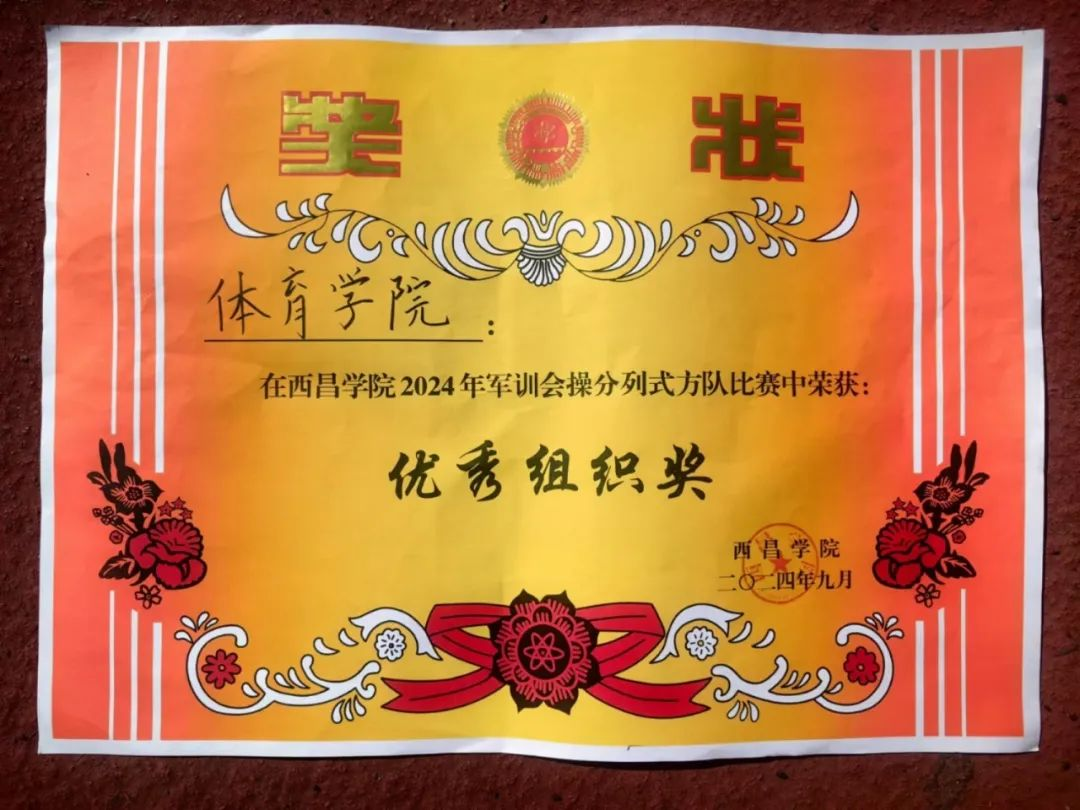 奖状
体育学院：
在西昌学院2024年军训会操分列式方队比赛中荣获：
优秀组织奖
西昌学院
二〇二四年九月